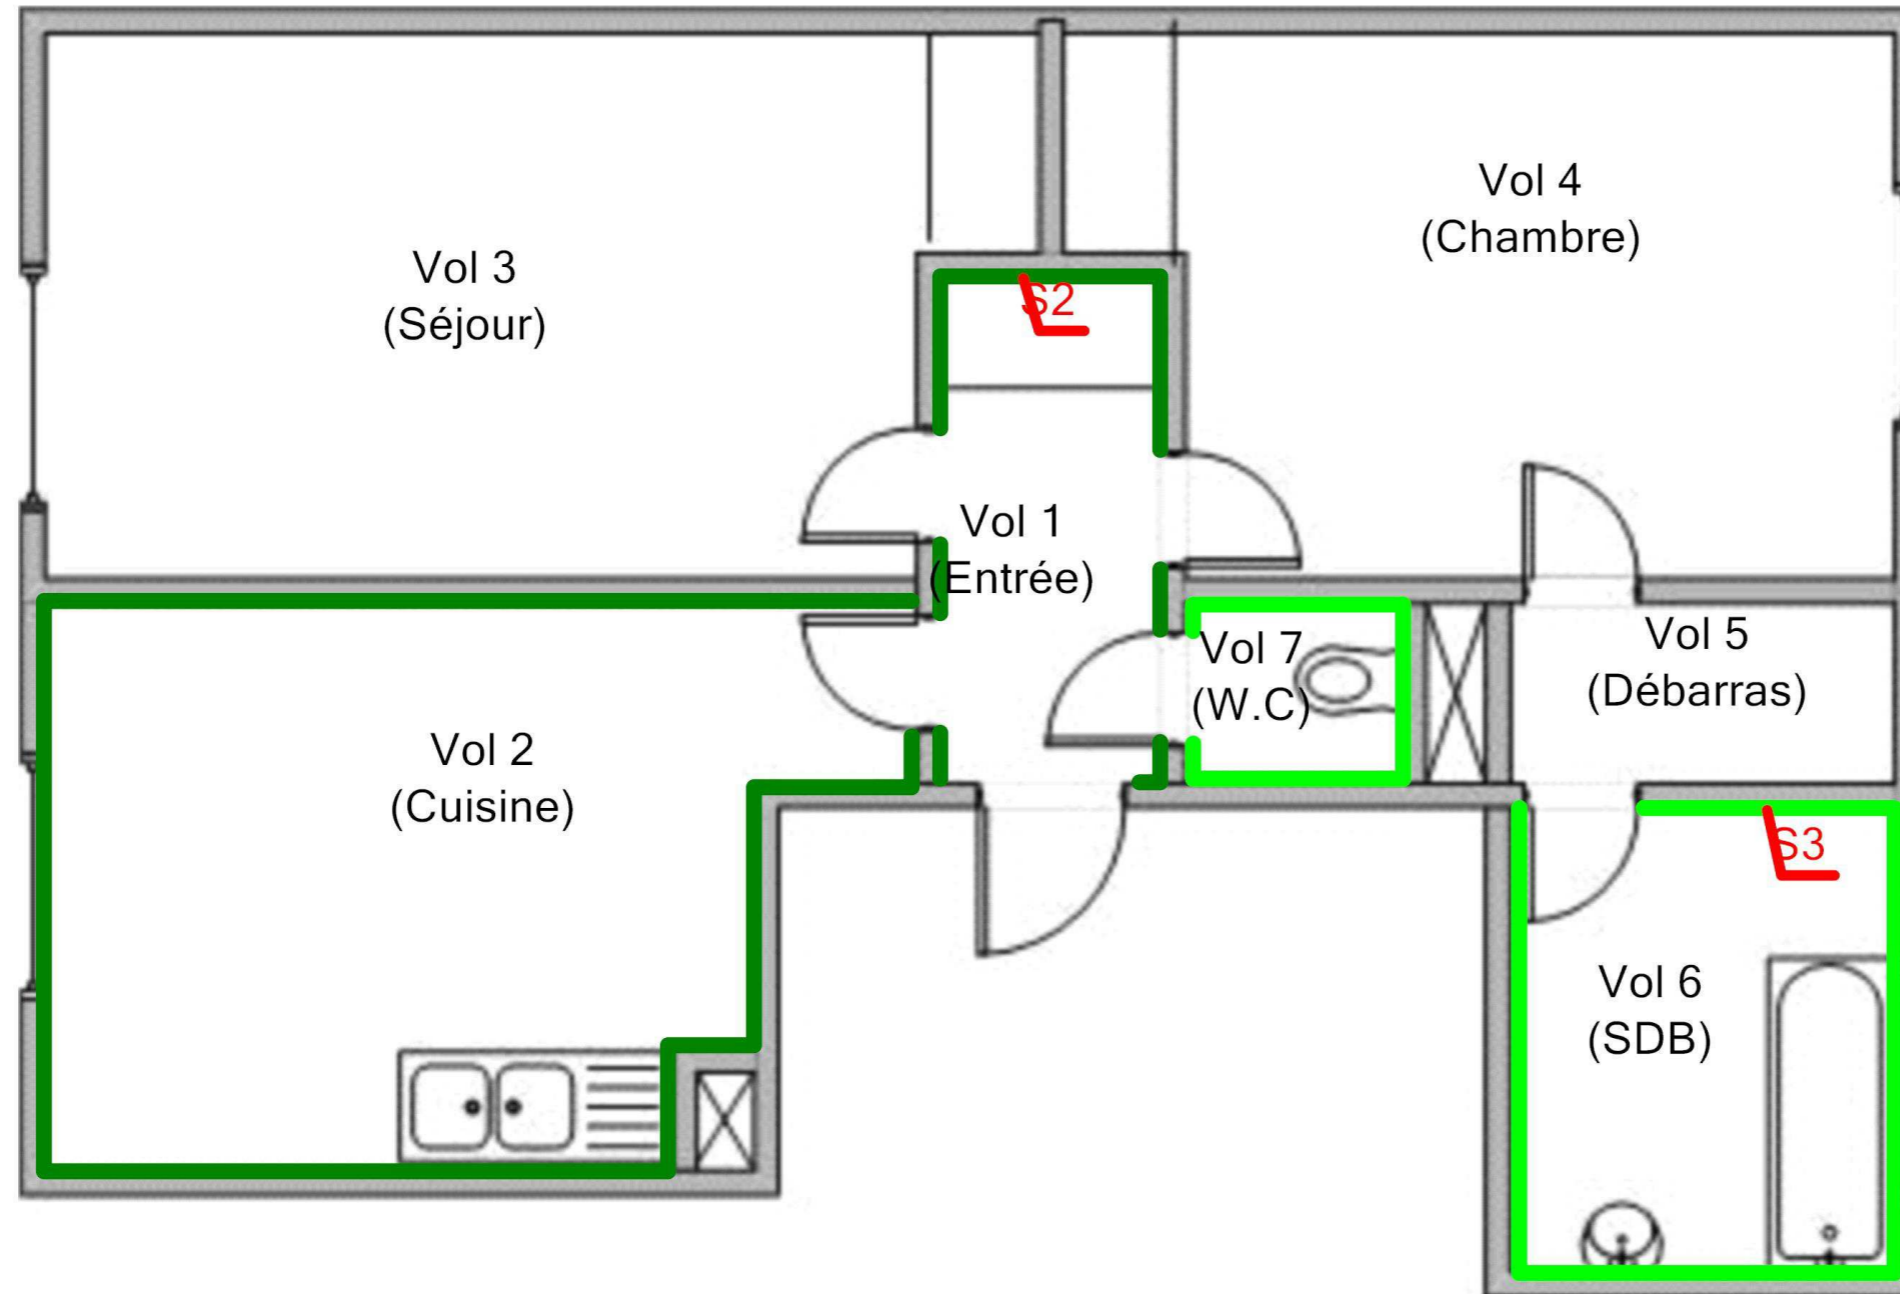 Vol 4
(Chambre)
Vol 3
(Séjour)
S2
Vol 1
(Entrée)
Vol 7
(W.C)
Vol 5
(Débarras)
Vol 2
(Cuisine)
S3
Vol 6
(SDB)